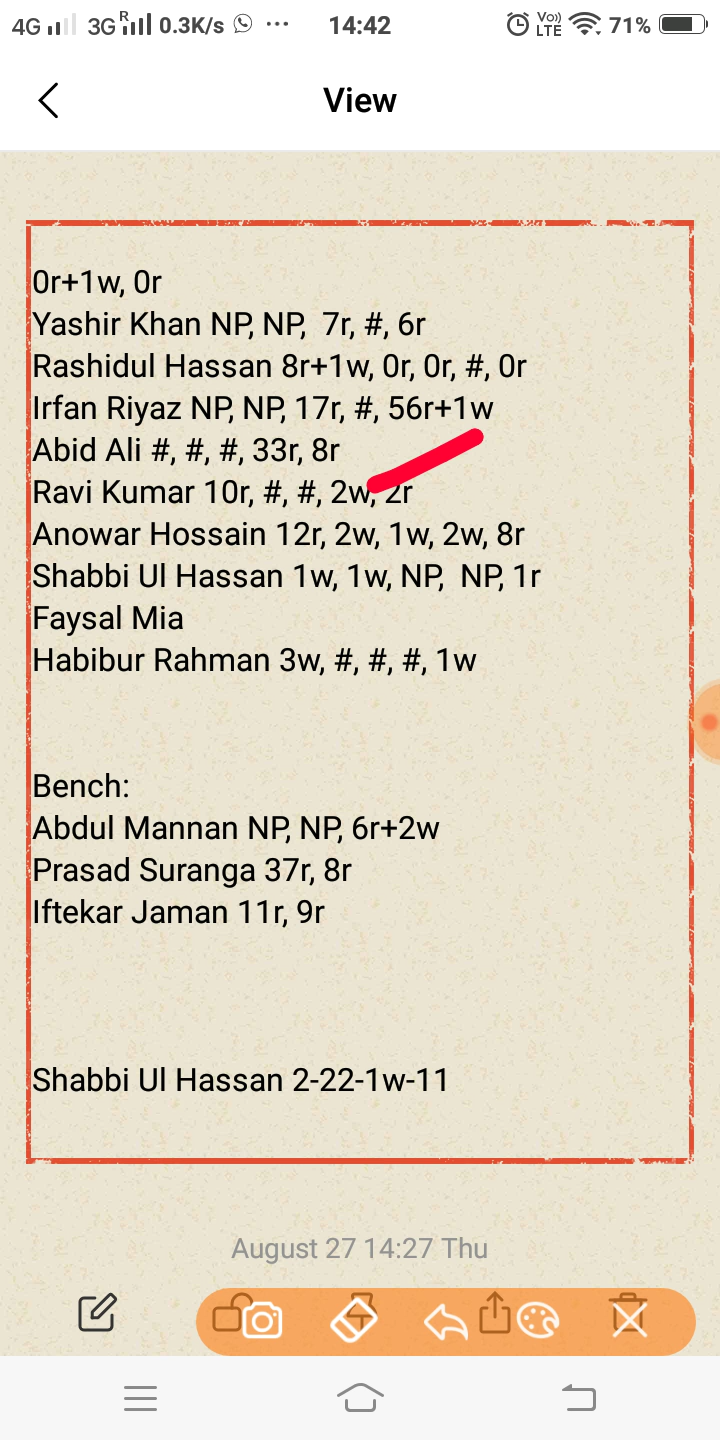 4G 3G R 0.3K/s ... 14:42 Vo)) LTE 71%
View
0r+1w, 0r
Yashir Khan NP, NP,  7r, #, 6r
Rashidul Hassan 8r+1w, 0r, 0r, #, 0r
Irfan Riyaz NP, NP, 17r, #, 56r+1w
Abid Ali #, #, #, 33r, 8r
Ravi Kumar 10r, #, #, 2w, 2r
Anowar Hossain 12r, 2w, 1w, 2w, 8r
Shabbi Ul Hassan 1w, 1w, NP,  NP, 1r
Faysal Mia
Habibur Rahman 3w, #, #, #, 1w
Bench:
Abdul Mannan NP, NP, 6r+2w
Prasad Suranga 37r, 8r
Iftekar Jaman 11r, 9r
Shabbi Ul Hassan 2-22-1w-11
August 27 14:27 Thu